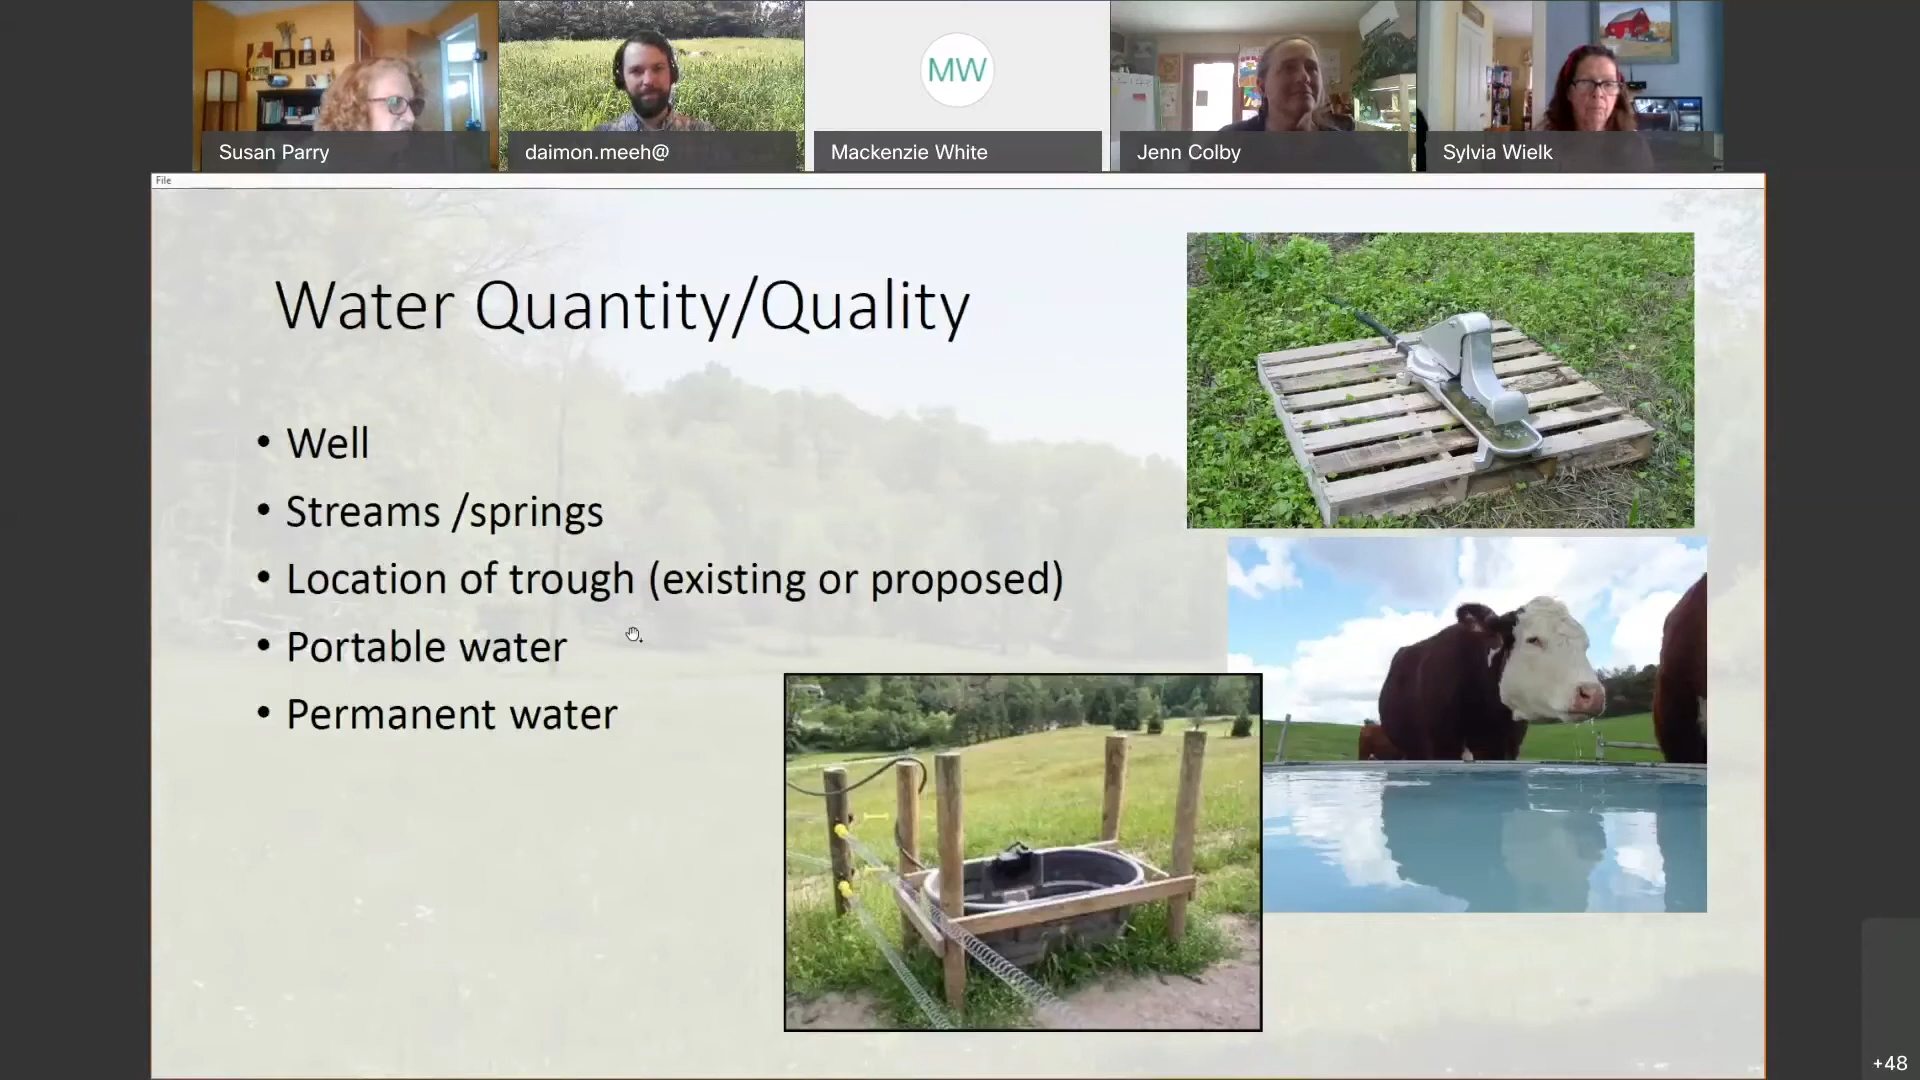 MW
Susan Parry
daimon.meeh@
Mackenzie White
Jenn Colby
Sylvia Wielk
File
Water Quantity/Quality
• Well
• Streams /springs
• Location of trough (existing or proposed)
• Portable water
• Permanent water
+48